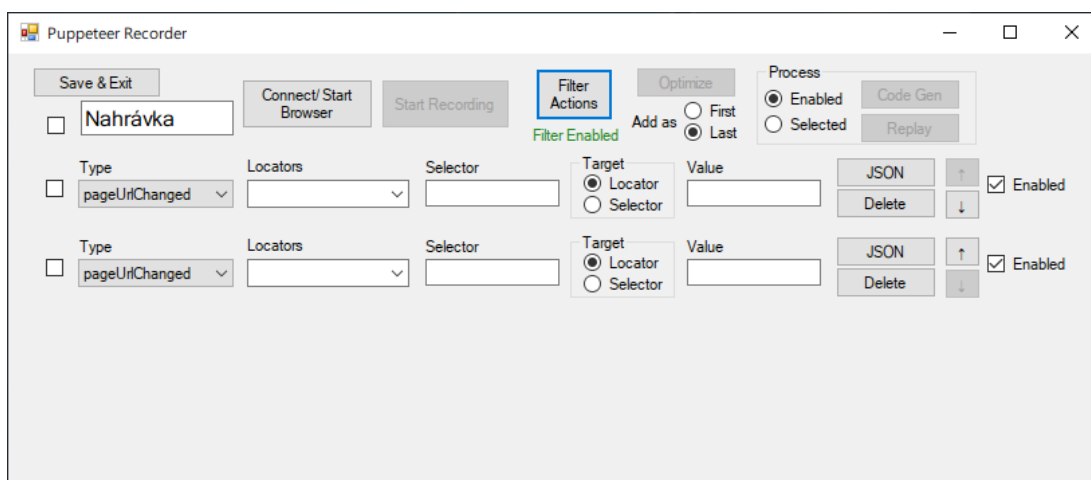 Puppeteer Recorder
Save & Exit
Nahrávka
Connect/ Start
Browser
Start Recording
Filter
Actions
Filter Enabled
Optimize
Add as
First
Last
Process
Enabled
Selected
Code Gen
Replay
Type
Locators
Selector
Target
Value
pageUrlChanged
Locator
Selector
JSON
Delete
↑
↓
Enabled
Type
Locators
Selector
Target
Value
pageUrlChanged
Locator
Selector
JSON
Delete
↑
↓
Enabled